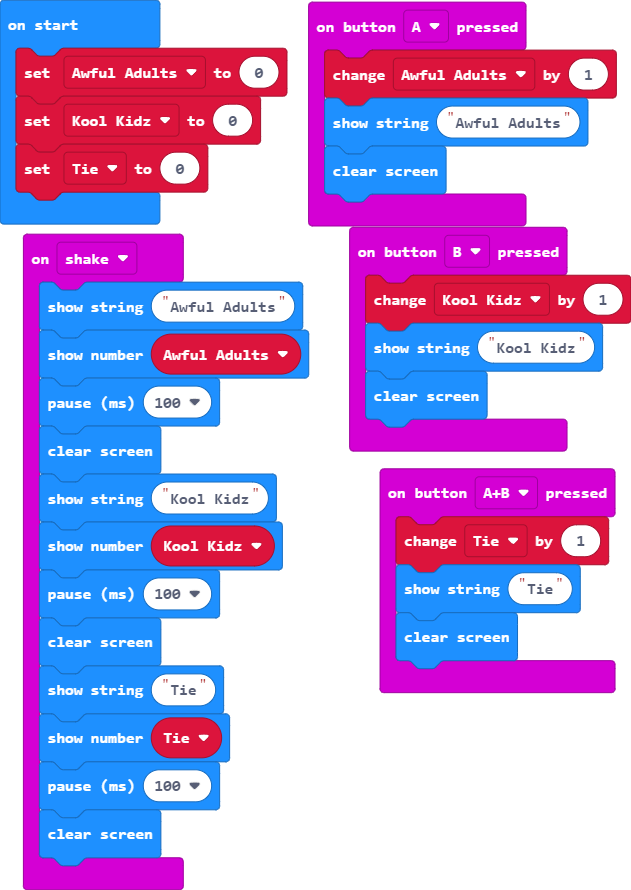 on start
set Awful Adults to 0
set Kool Kidz to 0
set Tie to 0
on button A pressed
change Awful Adults by 1
show string "Awful Adults"
clear screen
on shake
show string "Awful Adults"
show number Awful Adults
pause (ms) 100
clear screen
show string "Kool Kidz"
show number Kool Kidz
pause (ms) 100
clear screen
show string "Tie"
show number Tie
pause (ms) 100
clear screen
on button B pressed
change Kool Kidz by 1
show string "Kool Kidz"
clear screen
on button A+B pressed
change Tie by 1
show string "Tie"
clear screen